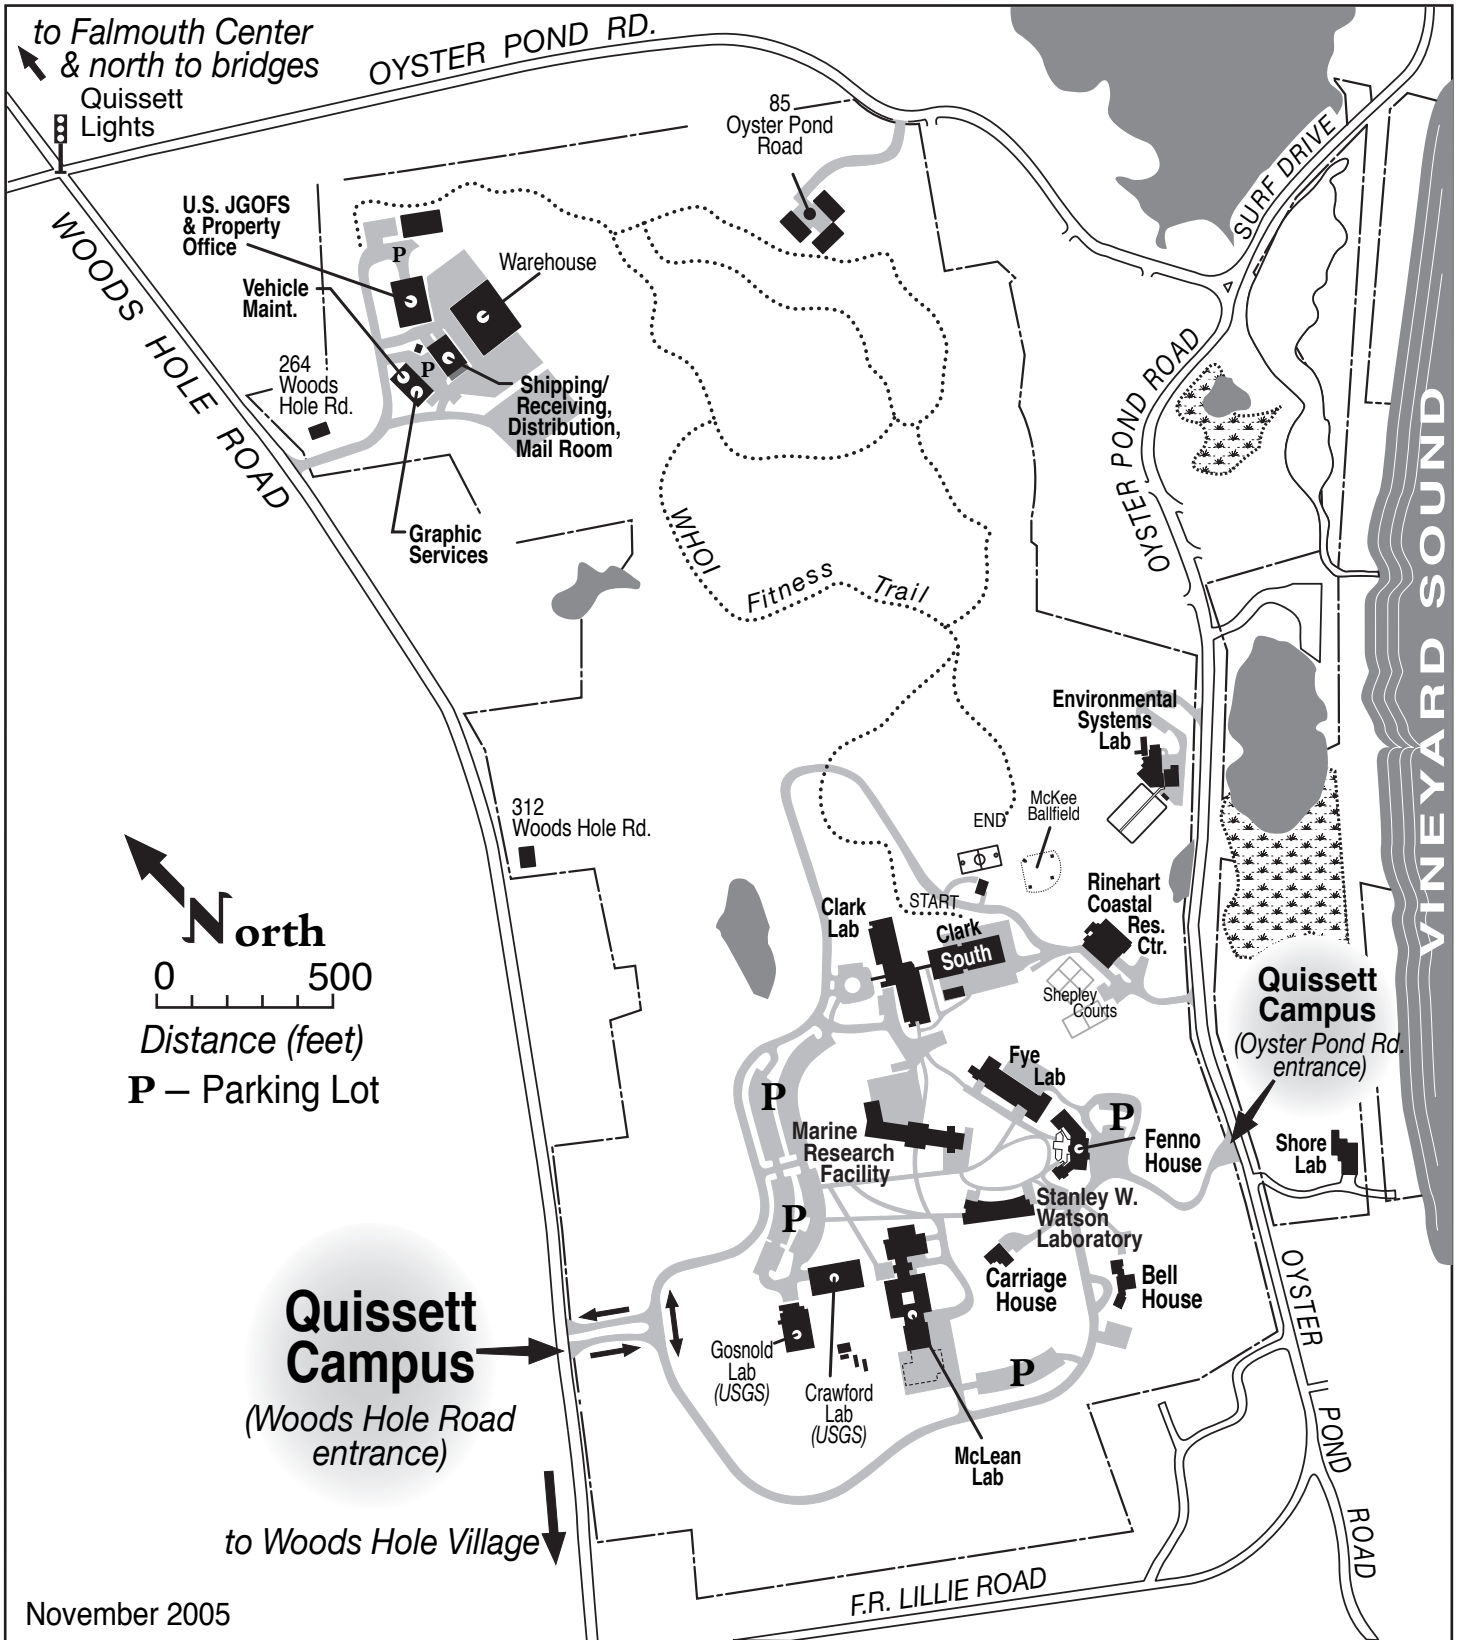 to Falmouth Center
& north to bridges
OYSTER POND RD.
Quissett
Lights
85
Oyster Pond
Road
SURF DRIVE
U.S. JGOFS
& Property
Office
P
Warehouse
Vehicle
Maint.
WOODS HOLE ROAD
264
Woods
Hole Rd.
P
Shipping/
Receiving,
Distribution,
Mail Room
OYSTER POND ROAD
VINEYARD SOUND
Graphic
Services
WHOI
Fitness
Trail
Environmental
Systems
Lab
312
Woods Hole Rd.
END
McKee
Ballfield
North
0 500
Distance (feet)
P – Parking Lot
START
Clark
Lab
Clark
South
Rinehart
Coastal
Res.
Ctr.
Shepley
Courts
Quissett
Campus
(Oyster Pond Rd.
entrance)
Fye
Lab
P
P
Marine
Research
Facility
Fenno
House
Shore
Lab
P
Stanley W.
Watson
Laboratory
Carriage
House
Bell
House
OYSTER POND ROAD
Quissett
Campus
(Woods Hole Road
entrance)
Gosnold
Lab
(USGS)
Crawford
Lab
(USGS)
P
McLean
Lab
to Woods Hole Village
F.R. LILLIE ROAD
November 2005